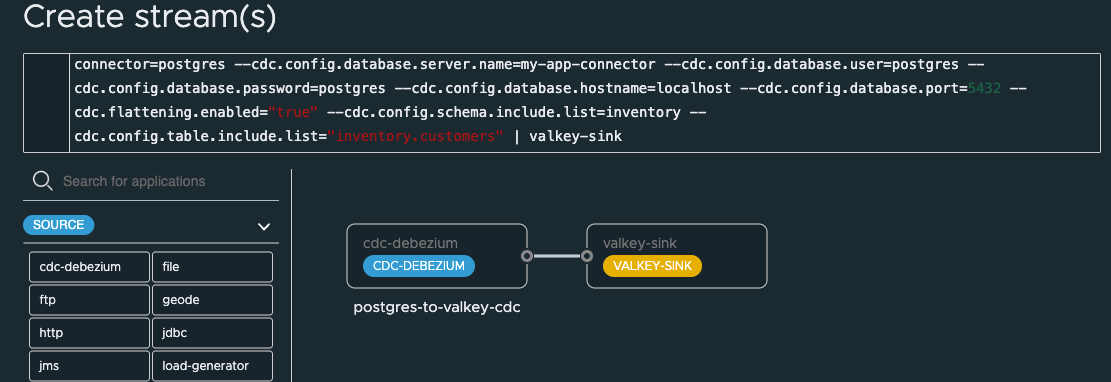 Create stream(s)
connector=postgres --cdc.config.database.server.name=my-app-connector --cdc.config.database.user=postgres --
cdc.config.database.password=postgres --cdc.config.database.hostname=localhost --cdc.config.database.port=5432 --
cdc.flattening.enabled="true" --cdc.config.schema.include.list=inventory --
cdc.config.table.include.list="inventory.customers" | valkey-sink
Search for applications
SOURCE
cdc-debezium file
ftp geode
http jdbc
jms load-generator
cdc-debezium
CDC-DEBEZIUM
postgres-to-valkey-cdc
valkey-sink
VALKEY-SINK